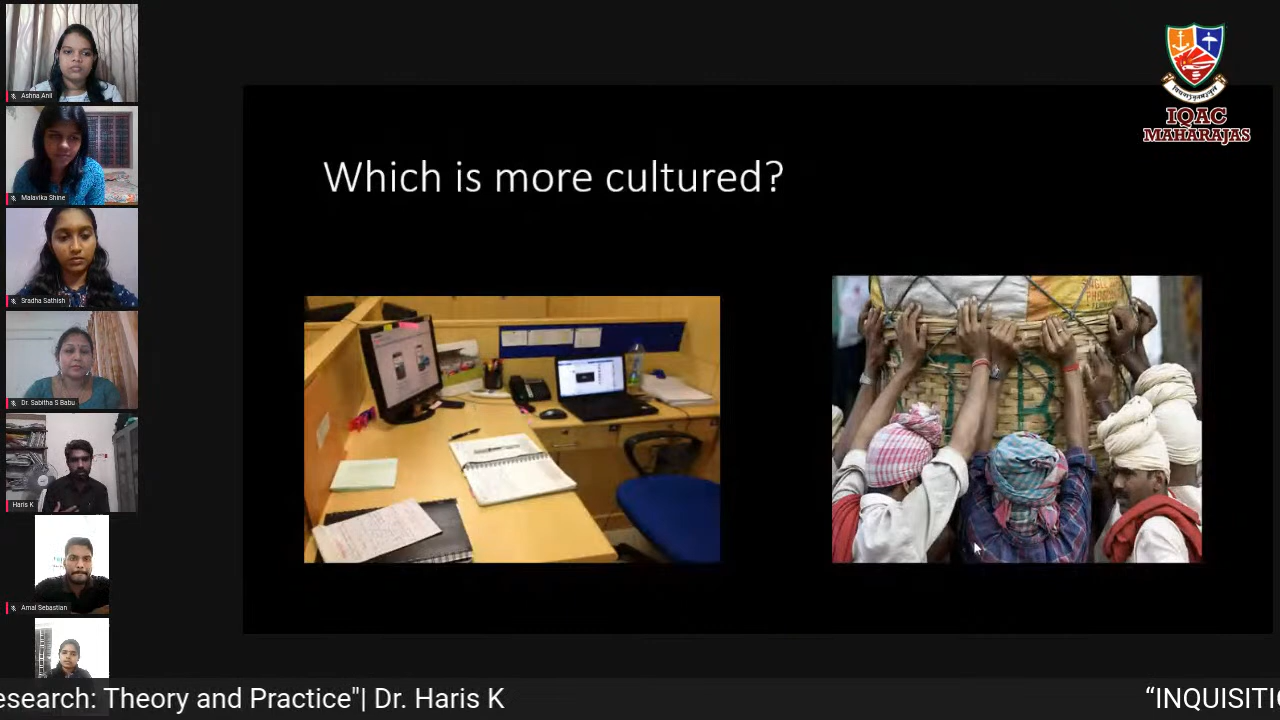 Ashna Anil
Malavika Shine
Sradha Sathish
Dr. Sabitha S Babu
Haris K
Amal Sebastian
Which is more cultured?
IQAC
MAHARAJAS
esearch: Theory and Practice"| Dr. Haris K
“INQUISITI